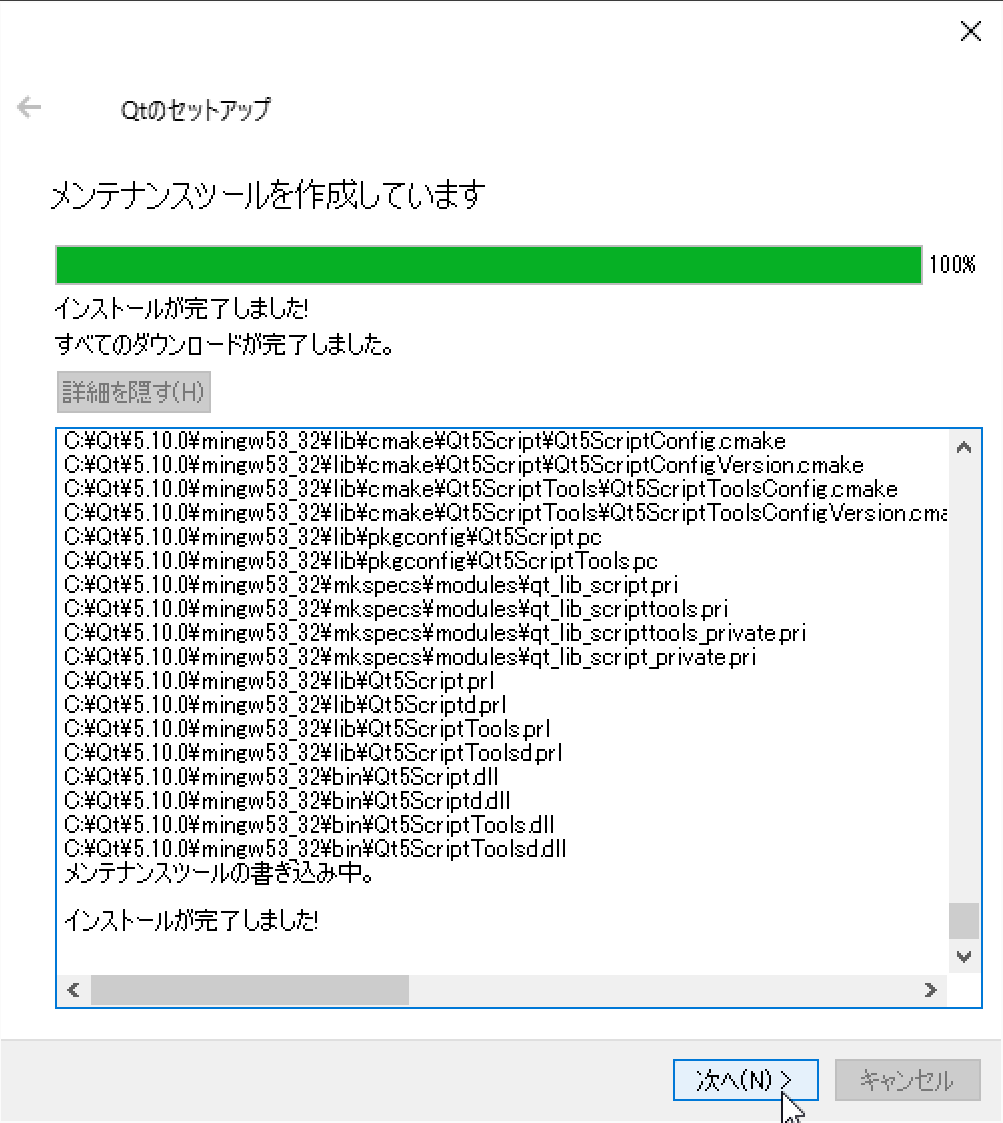 Qtのセットアップ
メンテナンスツールを作成しています
100%
インストールが完了しました!
すべてのダウンロードが完了しました。
詳細を隠す(H)
C:¥Qt¥5.10.0¥mingw53_32¥lib¥cmake¥Qt5Script¥Qt5ScriptConfig.cmake
C:¥Qt¥5.10.0¥mingw53_32¥lib¥cmake¥Qt5Script¥Qt5ScriptConfigVersion.cmake
C:¥Qt¥5.10.0¥mingw53_32¥lib¥cmake¥Qt5ScriptTools¥Qt5ScriptToolsConfig.cmake
C:¥Qt¥5.10.0¥mingw53_32¥lib¥cmake¥Qt5ScriptTools¥Qt5ScriptToolsConfigVersion.cma
C:¥Qt¥5.10.0¥mingw53_32¥lib¥pkgconfig¥Qt5Script.pc
C:¥Qt¥5.10.0¥mingw53_32¥lib¥pkgconfig¥Qt5ScriptTools.pc
C:¥Qt¥5.10.0¥mingw53_32¥mkspecs¥modules¥qt_lib_script.pri
C:¥Qt¥5.10.0¥mingw53_32¥mkspecs¥modules¥qt_lib_scripttools.pri
C:¥Qt¥5.10.0¥mingw53_32¥mkspecs¥modules¥qt_lib_scripttools_private.pri
C:¥Qt¥5.10.0¥mingw53_32¥mkspecs¥modules¥qt_lib_script_private.pri
C:¥Qt¥5.10.0¥mingw53_32¥lib¥Qt5Script.prl
C:¥Qt¥5.10.0¥mingw53_32¥lib¥Qt5Scriptd.prl
C:¥Qt¥5.10.0¥mingw53_32¥lib¥Qt5ScriptTools.prl
C:¥Qt¥5.10.0¥mingw53_32¥lib¥Qt5ScriptToolsd.prl
C:¥Qt¥5.10.0¥mingw53_32¥bin¥Qt5Script.dll
C:¥Qt¥5.10.0¥mingw53_32¥bin¥Qt5Scriptd.dll
C:¥Qt¥5.10.0¥mingw53_32¥bin¥Qt5ScriptTools.dll
C:¥Qt¥5.10.0¥mingw53_32¥bin¥Qt5ScriptToolsd.dll
メンテナンスツールの書き込み中。
インストールが完了しました!
次へ(N) >
キャンセル